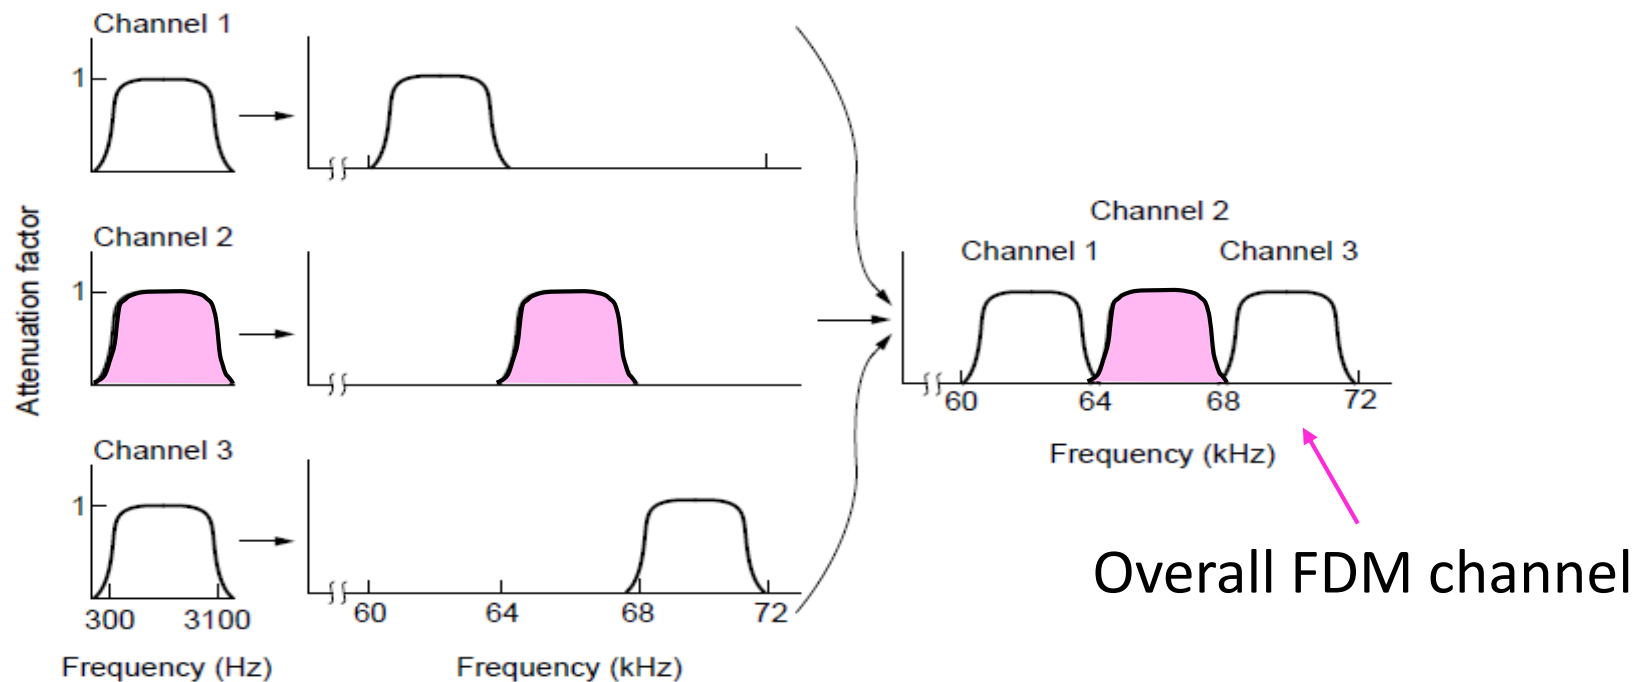 Channel 1
1
Channel 2
1
Channel 3
1
Attenuation factor
300 3100
Frequency (Hz)
60 64 68 72
Frequency (kHz)
Channel 2
Channel 1 Channel 3
60 64 68 72
Frequency (kHz)
Overall FDM channel